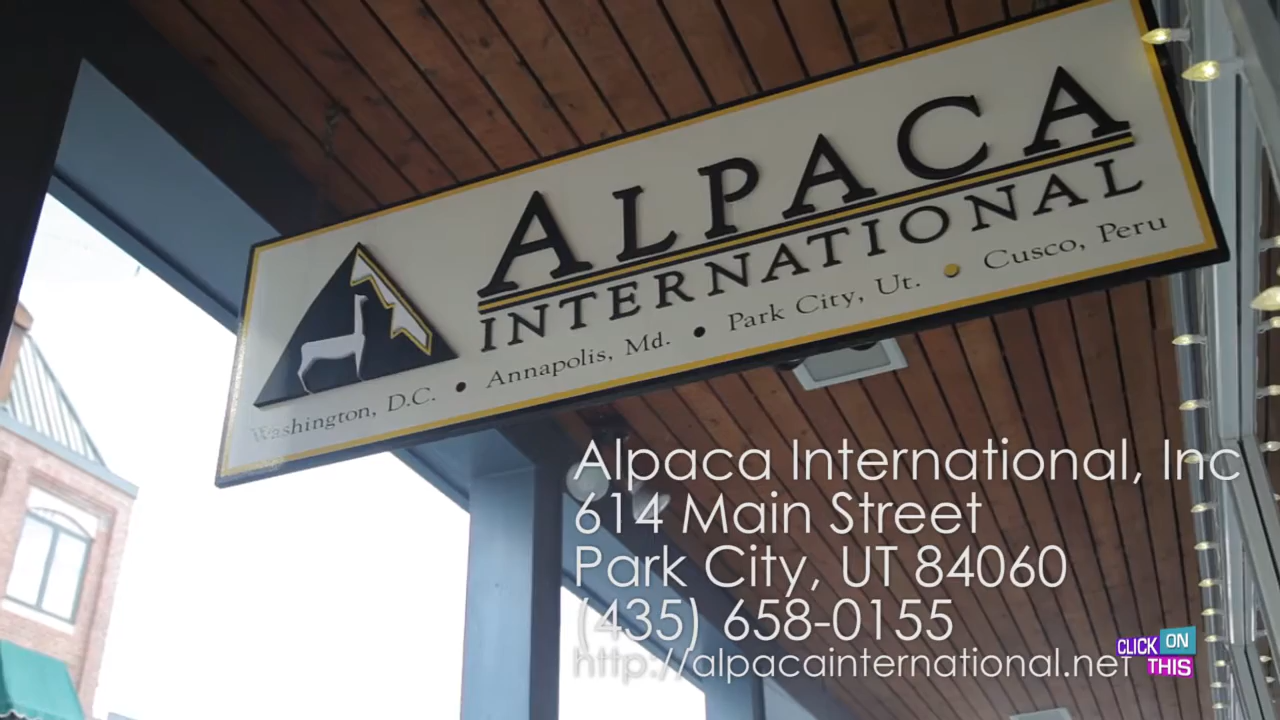 ALPACA
INTERNATIONAL
Washington, D.C. • Annapolis, Md. • Park City, Ut. • Cusco, Peru
Alpaca International, Inc
614 Main Street
Park City, UT 84060
(435) 658-0155
http://alpacainternational.net
CLICK ON
THIS